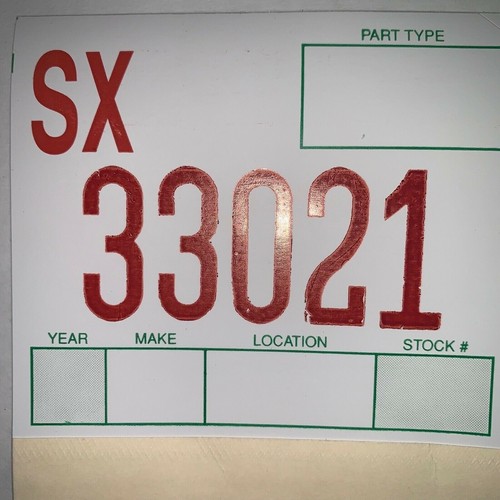 PART TYPE
SX
33021
YEAR MAKE LOCATION STOCK #